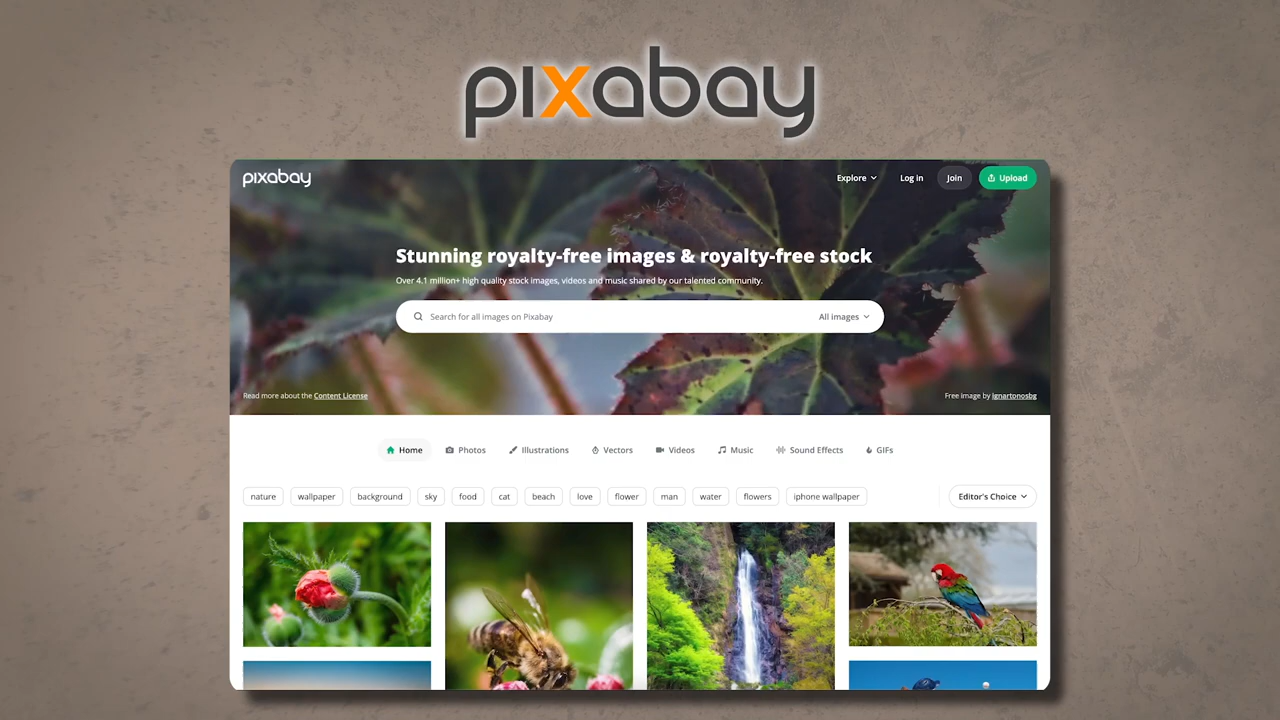 pixabay
pixabay
Explore
Log in
Join
Upload
Stunning royalty-free images & royalty-free stock
Over 4.1 million+ high quality stock images, videos and music shared by our talented community.
Search for all images on Pixabay
All images
Read more about the Content License
Free image by ignartonosbg
Home
Photos
Illustrations
Vectors
Videos
Music
Sound Effects
GIFs
nature
wallpaper
background
sky
food
cat
beach
love
flower
man
water
flowers
iphone wallpaper
Editor's Choice